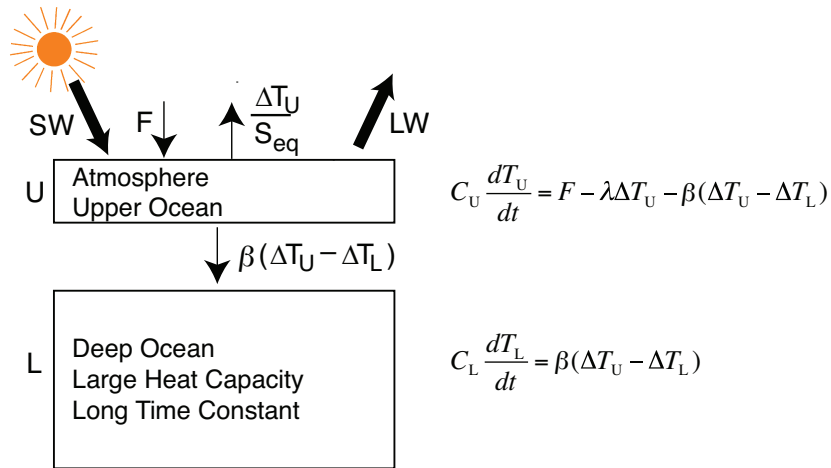 SW
F
ΔT_U
S_eq
LW
U
Atmosphere
Upper Ocean
C_U dT_U/dt = F − λΔT_U − β(ΔT_U − ΔT_L)
β(ΔT_U − ΔT_L)
L
Deep Ocean
Large Heat Capacity
Long Time Constant
C_L dT_L/dt = β(ΔT_U − ΔT_L)